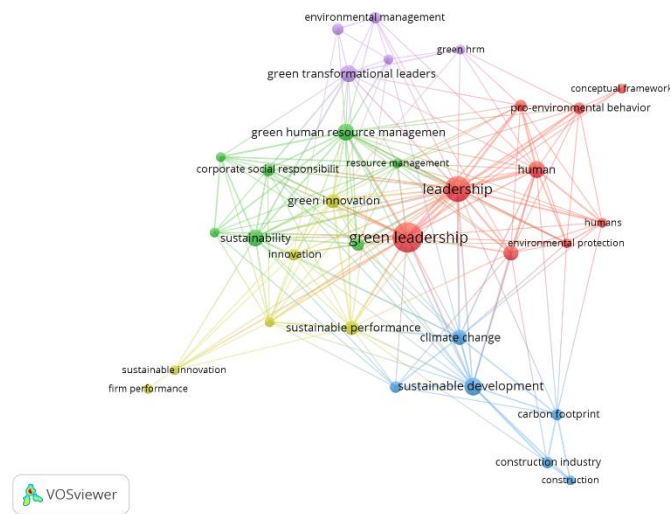 environmental management
green hrm
green transformational leaders
conceptual framework
pro-environmental behavior
green human resource managemen
resource management
corporate social responsibilit
human
leadership
green innovation
humans
green leadership
sustainability
environmental protection
innovation
sustainable performance
climate change
sustainable innovation
firm performance
sustainable development
carbon footprint
construction industry
construction
VOSviewer